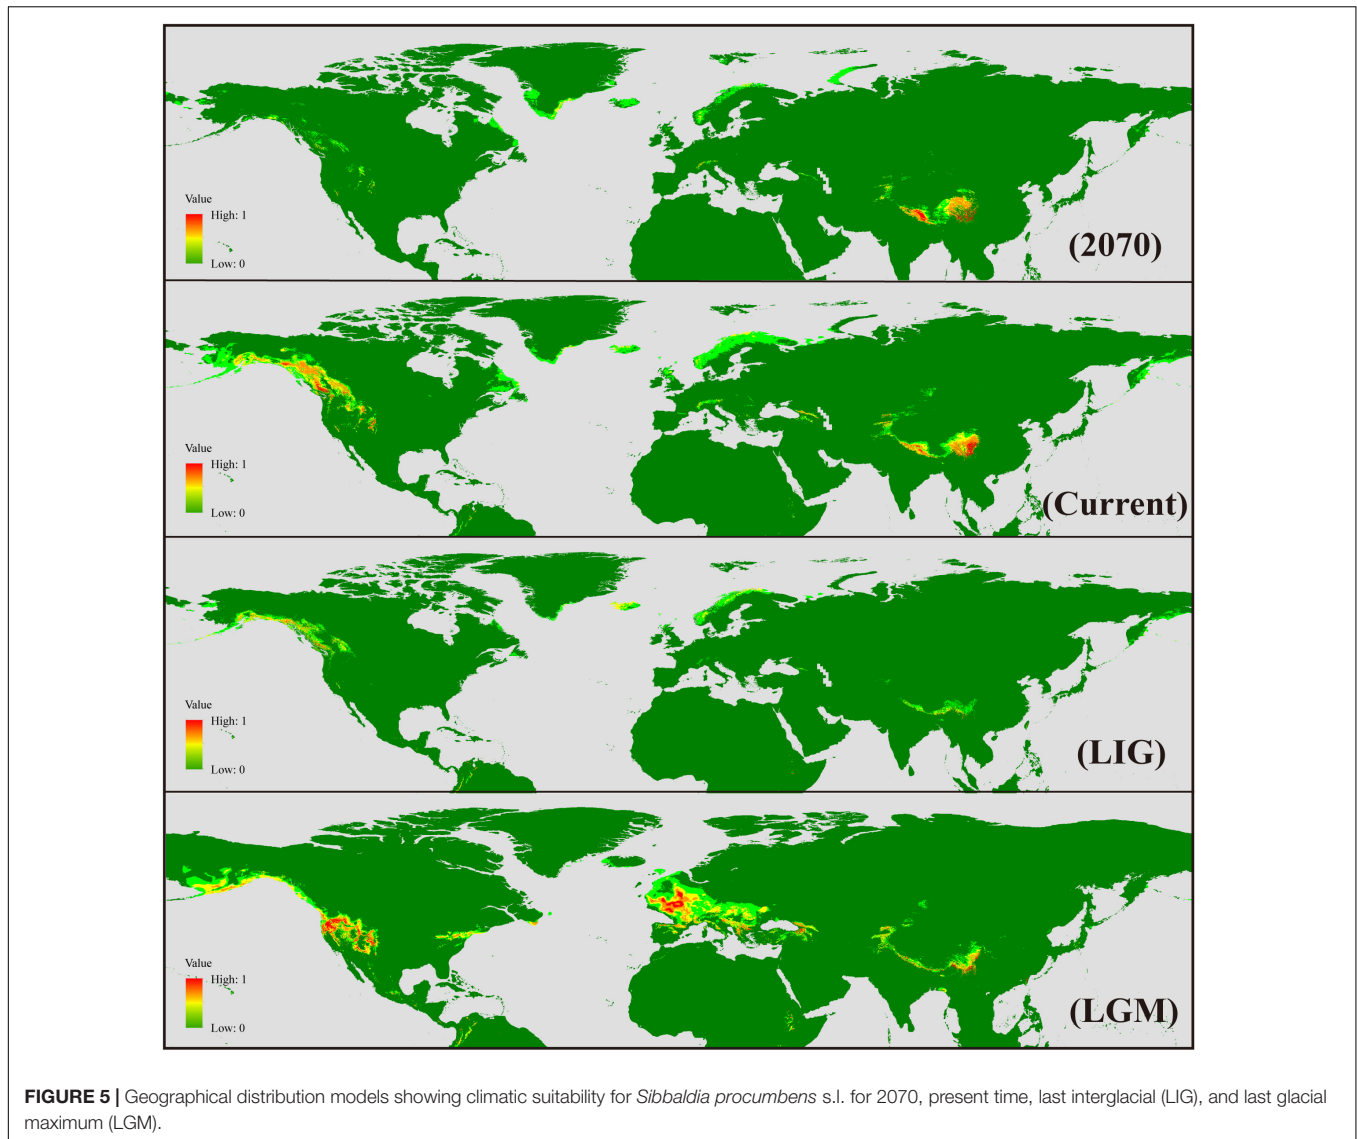 Value
High: 1
Low: 0
(2070)
Value
High: 1
Low: 0
(Current)
Value
High: 1
Low: 0
(LIG)
Value
High: 1
Low: 0
(LGM)
FIGURE 5 | Geographical distribution models showing climatic suitability for Sibbaldia procumbens s.l. for 2070, present time, last interglacial (LIG), and last glacial
maximum (LGM).